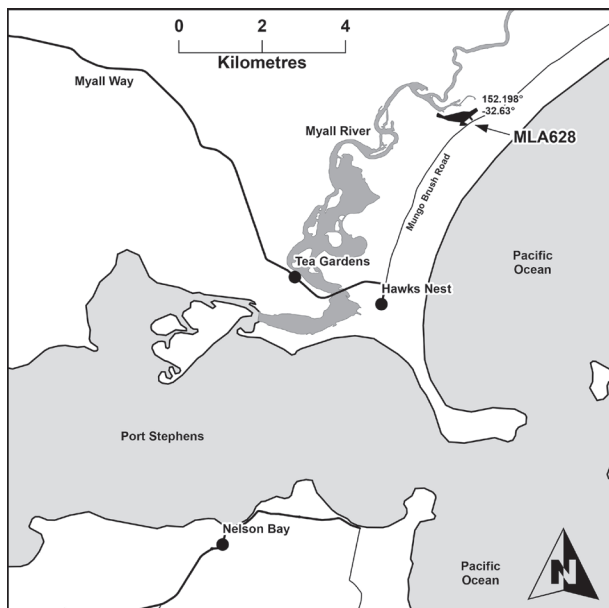 0 2 4
Kilometres
Myall Way
152.198°
-32.63°
Myall River
MLA628
Mungo Brush Road
Pacific
Ocean
Tea Gardens
Hawks Nest
Port Stephens
Nelson Bay
Pacific
Ocean
N